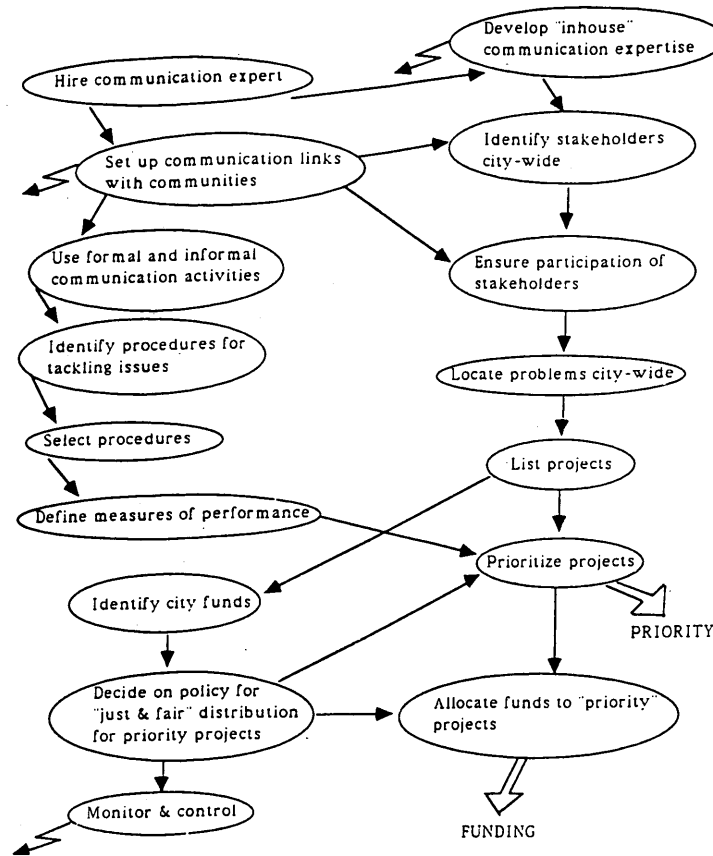 Develop "inhouse"
communication expertise
Hire communication expert
Identify stakeholders
city-wide
Set up communication links
with communities
Use formal and informal
communication activities
Ensure participation of
stakeholders
Identify procedures for
tackling issues
Locate problems city-wide
Select procedures
List projects
Define measures of performance
Prioritize projects
Identify city funds
PRIORITY
Decide on policy for
"just & fair" distribution
for priority projects
Allocate funds to "priority"
projects
Monitor & control
FUNDING